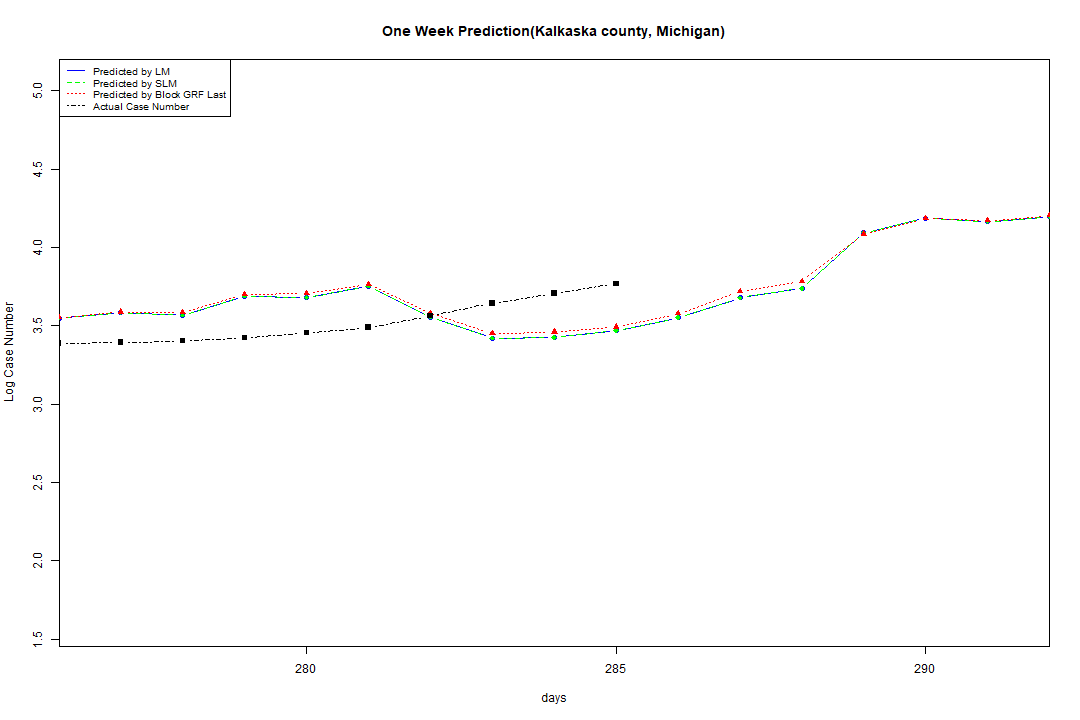 One Week Prediction(Kalkaska county, Michigan)
Predicted by LM
Predicted by SLM
Predicted by Block GRF Last
Actual Case Number
5.0
4.5
4.0
3.5
3.0
2.5
2.0
1.5
Log Case Number
280
285
290
days